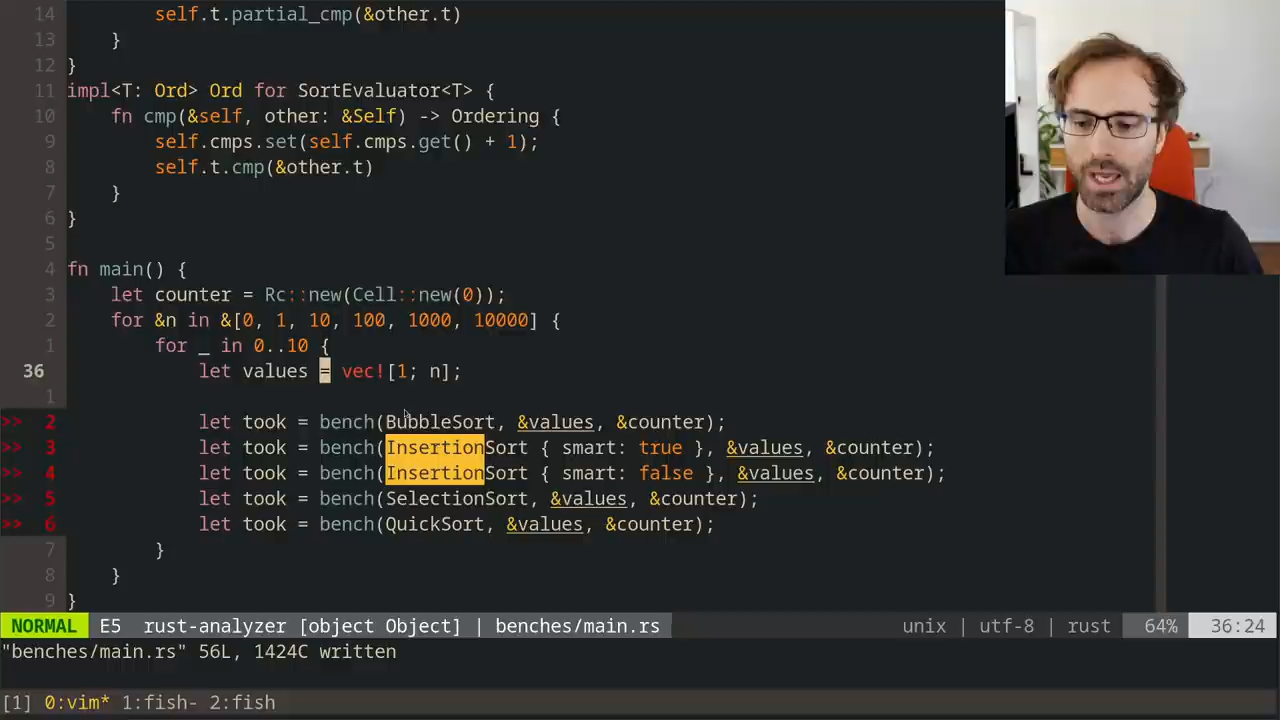 14         self.t.partial_cmp(&other.t)
13     }
12 }
11 impl<T: Ord> Ord for SortEvaluator<T> {
10     fn cmp(&self, other: &Self) -> Ordering {
9         self.cmps.set(self.cmps.get() + 1);
8         self.t.cmp(&other.t)
7     }
6 }
5
4 fn main() {
3     let counter = Rc::new(Cell::new(0));
2     for &n in &[0, 1, 10, 100, 1000, 10000] {
1         for _ in 0..10 {
36             let values = vec![1; n];
1
>> 2             let took = bench(BubbleSort, &values, &counter);
>> 3             let took = bench(InsertionSort { smart: true }, &values, &counter);
>> 4             let took = bench(InsertionSort { smart: false }, &values, &counter);
>> 5             let took = bench(SelectionSort, &values, &counter);
>> 6             let took = bench(QuickSort, &values, &counter);
7         }
8     }
9 }
NORMAL E5 rust-analyzer [object Object] | benches/main.rs unix | utf-8 | rust 64% 36:24
"benches/main.rs" 56L, 1424C written
[1] 0:vim* 1:fish- 2:fish